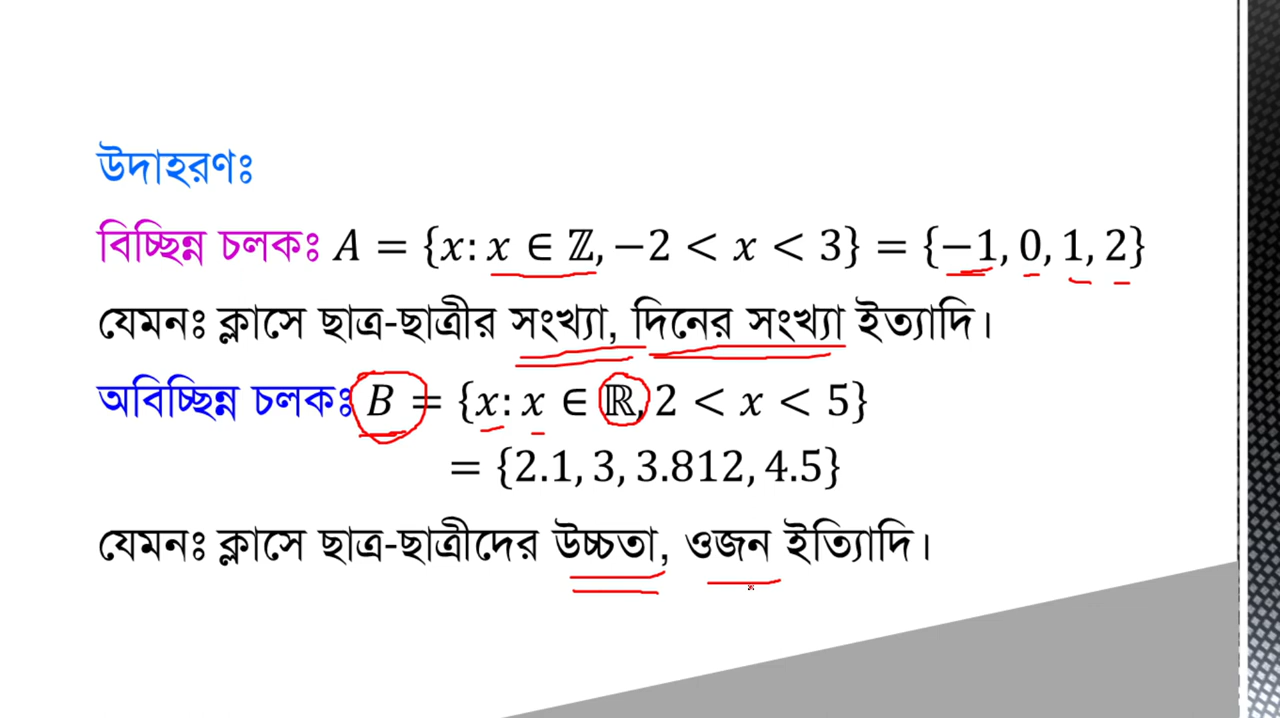 উদাহরণঃ
বিচ্ছিন্ন চলকঃ A = {x: x ∈ ℤ, −2 < x < 3} = {−1, 0, 1, 2}
যেমনঃ ক্লাসে ছাত্র-ছাত্রীর সংখ্যা, দিনের সংখ্যা ইত্যাদি।
অবিচ্ছিন্ন চলকঃ B = {x: x ∈ ℝ, 2 < x < 5}
= {2.1, 3, 3.812, 4.5}
যেমনঃ ক্লাসে ছাত্র-ছাত্রীদের উচ্চতা, ওজন ইত্যিাদি।